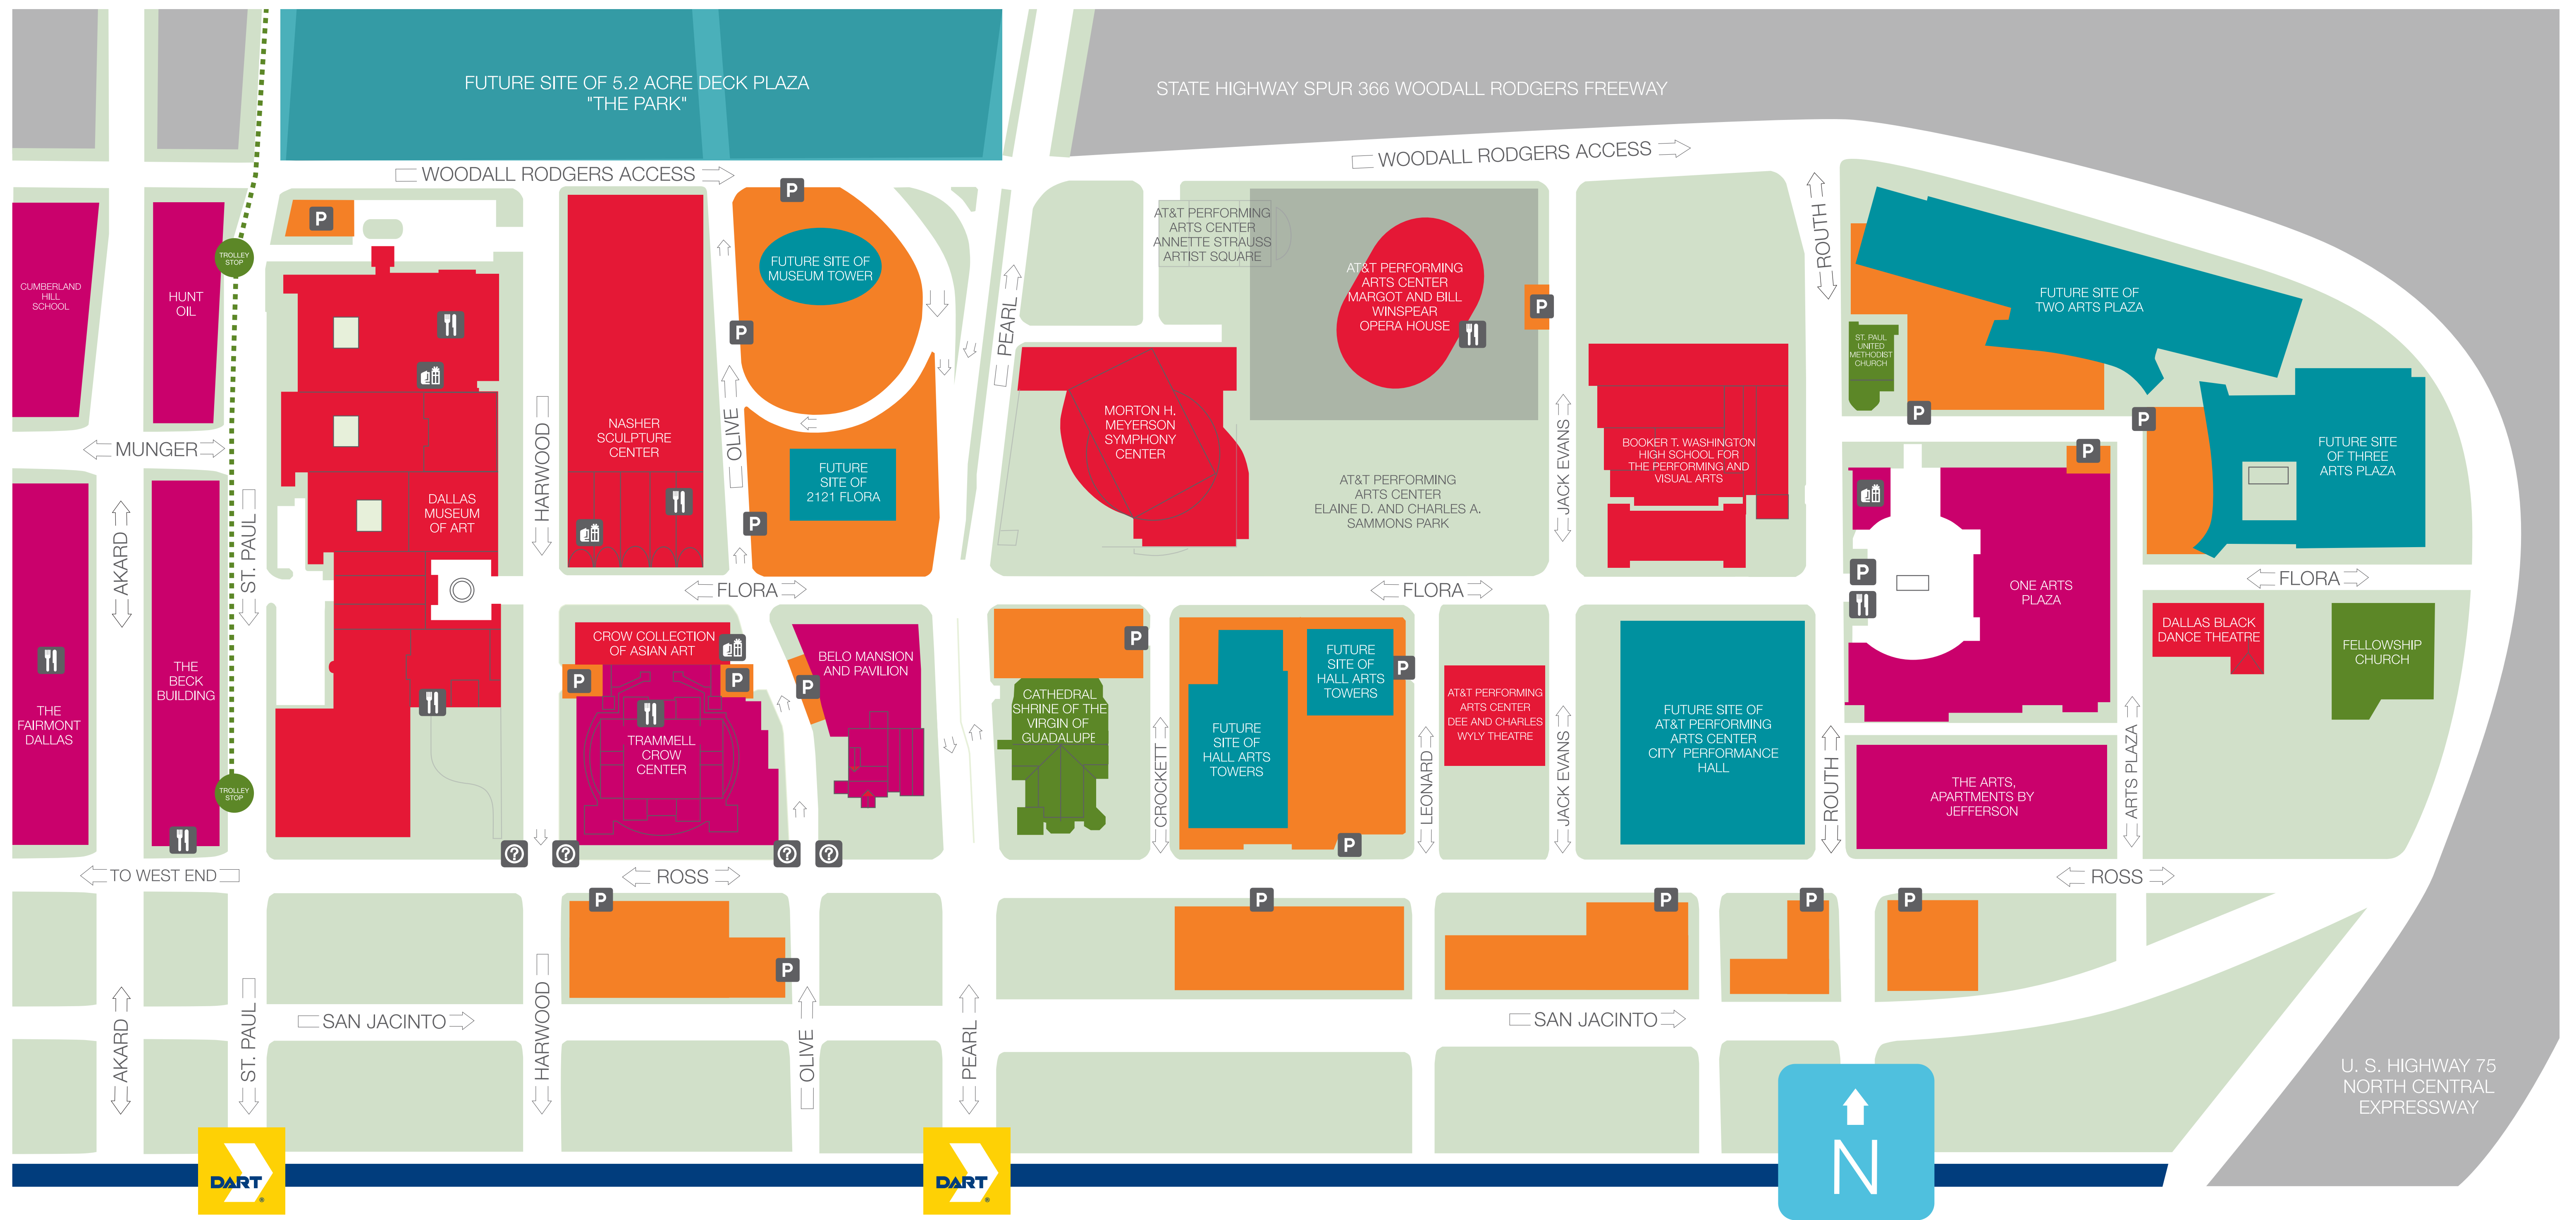 FUTURE SITE OF 5.2 ACRE DECK PLAZA
"THE PARK"
STATE HIGHWAY SPUR 366 WOODALL RODGERS FREEWAY
WOODALL RODGERS ACCESS
WOODALL RODGERS ACCESS
P
P
TROLLEY
STOP
CUMBERLAND
HILL
SCHOOL
HUNT
OIL
FUTURE SITE OF
MUSEUM TOWER
P
AT&T PERFORMING
ARTS CENTER
ANNETTE STRAUSS
ARTIST SQUARE
AT&T PERFORMING
ARTS CENTER
MARGOT AND BILL
WINSPEAR
OPERA HOUSE
P
ROUTH
FUTURE SITE OF
TWO ARTS PLAZA
ST. PAUL
UNITED
METHODIST
CHURCH
P
P
PEARL
MUNGER
HARWOOD
NASHER
SCULPTURE
CENTER
OLIVE
FUTURE
SITE OF
2121 FLORA
P
MORTON H.
MEYERSON
SYMPHONY
CENTER
AT&T PERFORMING
ARTS CENTER
ELAINE D. AND CHARLES A.
SAMMONS PARK
JACK EVANS
BOOKER T. WASHINGTON
HIGH SCHOOL FOR
THE PERFORMING AND
VISUAL ARTS
P
FUTURE SITE
OF THREE
ARTS PLAZA
AKARD
ST. PAUL
DALLAS
MUSEUM
OF ART
P
ONE ARTS
PLAZA
FLORA
FLORA
FLORA
THE
FAIRMONT
DALLAS
THE
BECK
BUILDING
CROW COLLECTION
OF ASIAN ART
P
P
TRAMMELL
CROW
CENTER
BELO MANSION
AND PAVILION
P
P
CATHEDRAL
SHRINE OF THE
VIRGIN OF
GUADALUPE
CROCKETT
FUTURE
SITE OF
HALL ARTS
TOWERS
FUTURE
SITE OF
HALL ARTS
TOWERS
P
P
LEONARD
AT&T PERFORMING
ARTS CENTER
DEE AND CHARLES
WYLY THEATRE
JACK EVANS
FUTURE SITE OF
AT&T PERFORMING
ARTS CENTER
CITY PERFORMANCE
HALL
ROUTH
THE ARTS,
APARTMENTS BY
JEFFERSON
ARTS PLAZA
DALLAS BLACK
DANCE THEATRE
FELLOWSHIP
CHURCH
TROLLEY
STOP
?
?
?
?
TO WEST END
ROSS
ROSS
P
P
P
P
P
P
AKARD
ST. PAUL
SAN JACINTO
HARWOOD
OLIVE
PEARL
SAN JACINTO
U. S. HIGHWAY 75
NORTH CENTRAL
EXPRESSWAY
N
DART
®
DART
®